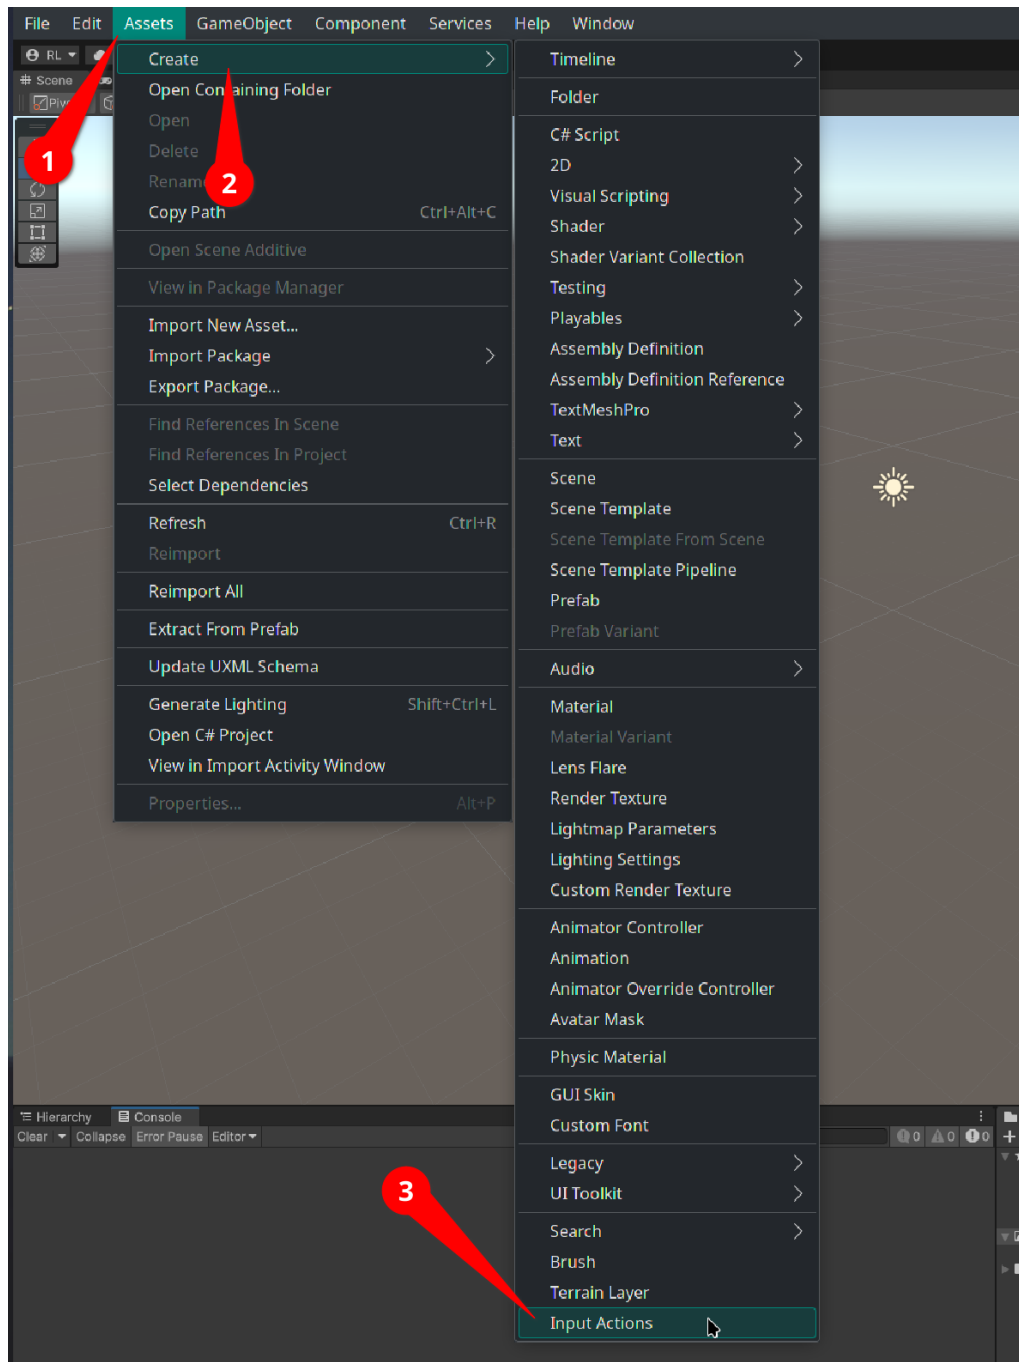 File Edit Assets GameObject Component Services Help Window
RL
Scene
Create
Open Containing Folder
Open
Delete
Rename
Copy Path Ctrl+Alt+C
Open Scene Additive
View in Package Manager
Import New Asset...
Import Package
Export Package...
Find References In Scene
Find References In Project
Select Dependencies
Refresh Ctrl+R
Reimport
Reimport All
Extract From Prefab
Update UXML Schema
Generate Lighting Shift+Ctrl+L
Open C# Project
View in Import Activity Window
Properties... Alt+P
1
2
Timeline
Folder
C# Script
2D
Visual Scripting
Shader
Shader Variant Collection
Testing
Playables
Assembly Definition
Assembly Definition Reference
TextMeshPro
Text
Scene
Scene Template
Scene Template From Scene
Scene Template Pipeline
Prefab
Prefab Variant
Audio
Material
Material Variant
Lens Flare
Render Texture
Lightmap Parameters
Lighting Settings
Custom Render Texture
Animator Controller
Animation
Animator Override Controller
Avatar Mask
Physic Material
GUI Skin
Custom Font
Legacy
UI Toolkit
Search
Brush
Terrain Layer
Input Actions
3
Hierarchy Console
Clear Collapse Error Pause Editor
0 0 0